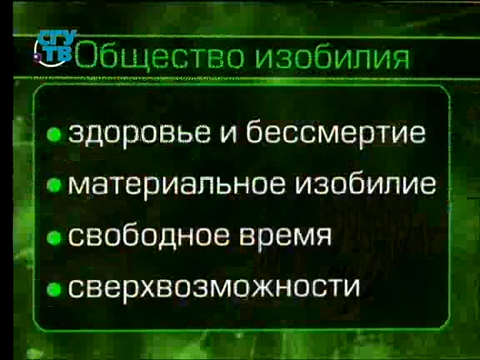 СГУ
ТВ
Общество изобилия
здоровье и бессмертие
материальное изобилие
свободное время
сверхвозможности